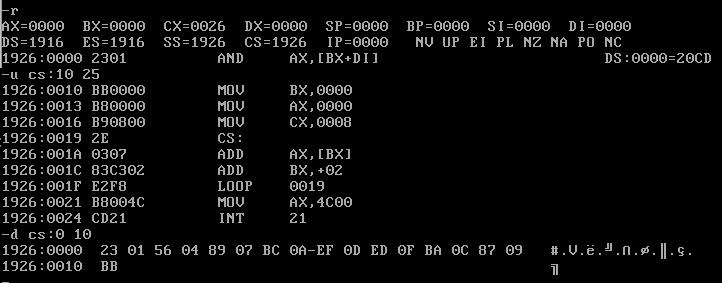 -r
AX=0000  BX=0000  CX=0026  DX=0000  SP=0000  BP=0000  SI=0000  DI=0000
DS=1916  ES=1916  SS=1926  CS=1926  IP=0000   NV UP EI PL NZ NA PO NC
1926:0000 2301          AND     AX,[BX+DI]                         DS:0000=20CD
-u cs:10 25
1926:0010 BB0000        MOV     BX,0000
1926:0013 B80000        MOV     AX,0000
1926:0016 B90800        MOV     CX,0008
1926:0019 2E            CS:
1926:001A 0307          ADD     AX,[BX]
1926:001C 83C302        ADD     BX,+02
1926:001F E2F8          LOOP    0019
1926:0021 B8004C        MOV     AX,4C00
1926:0024 CD21          INT     21
-d cs:0 10
1926:0000  23 01 56 04 89 07 BC 0A-EF 0D ED 0F BA 0C 87 09   #.V.ë.╝.∩.ø.║.ç.
1926:0010  BB                                                ╗
-